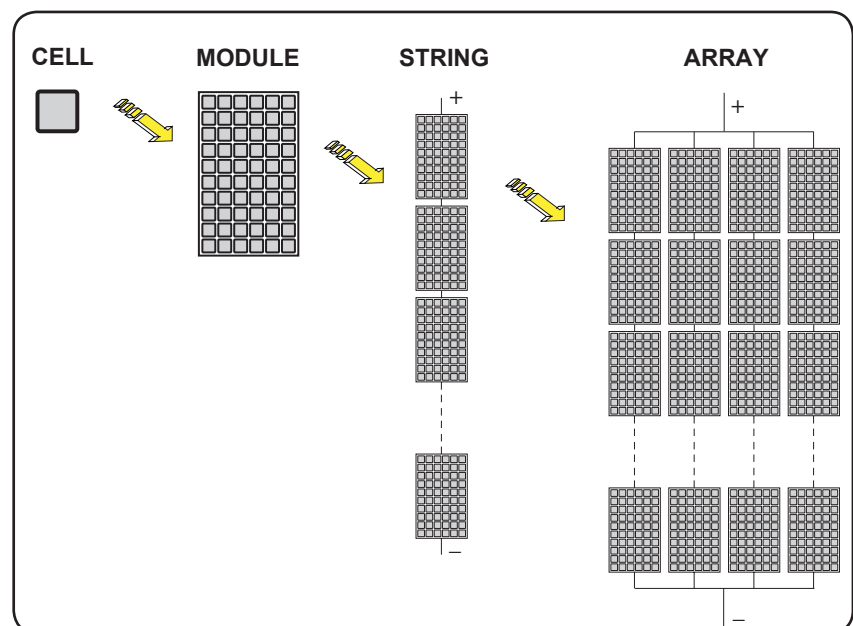 CELL MODULE STRING ARRAY
+ +
–
–